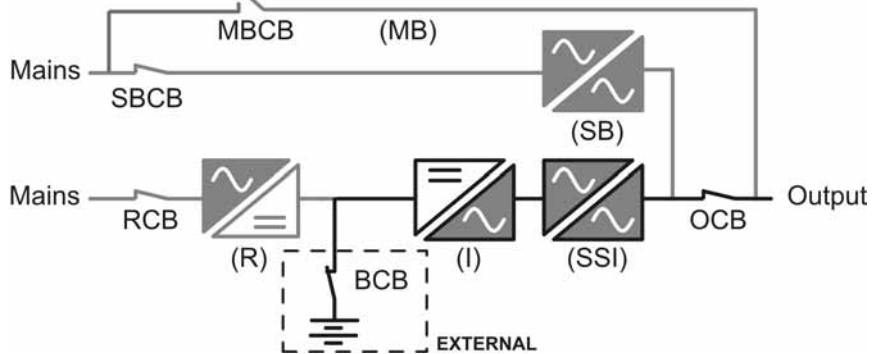 MBCB (MB)
Mains
SBCB
(SB)
Mains
Output
RCB
OCB
(R)
(I)
(SSI)
BCB
EXTERNAL